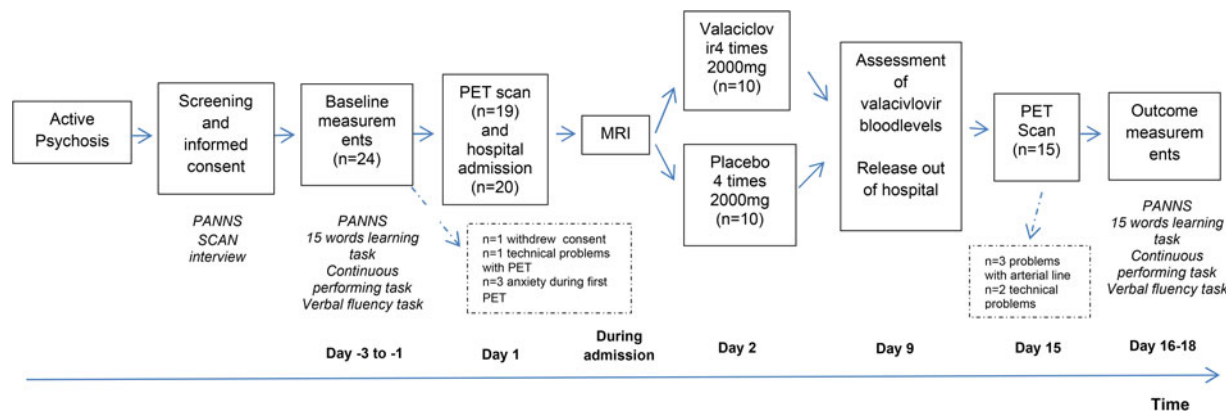 Active
Psychosis
Screening
and
informed
consent
PANNS
SCAN
interview
Baseline
measurem
ents
(n=24)
PANNS
15 words learning
task
Continuous
performing task
Verbal fluency task
PET scan
(n=19)
and
hospital
admission
(n=20)
n=1 withdrew consent
n=1 technical problems
with PET
n=3 anxiety during first
PET
MRI
Valaciclov
ir4 times
2000mg
(n=10)
Placebo
4 times
2000mg
(n=10)
Assessment
of
valacivlovir
bloodlevels
Release out
of hospital
PET
Scan
(n=15)
n=3 problems
with arterial line
n=2 technical
problems
Outcome
measurem
ents
PANNS
15 words learning
task
Continuous
performing task
Verbal fluency task
Day -3 to -1
Day 1
During
admission
Day 2
Day 9
Day 15
Day 16-18
Time